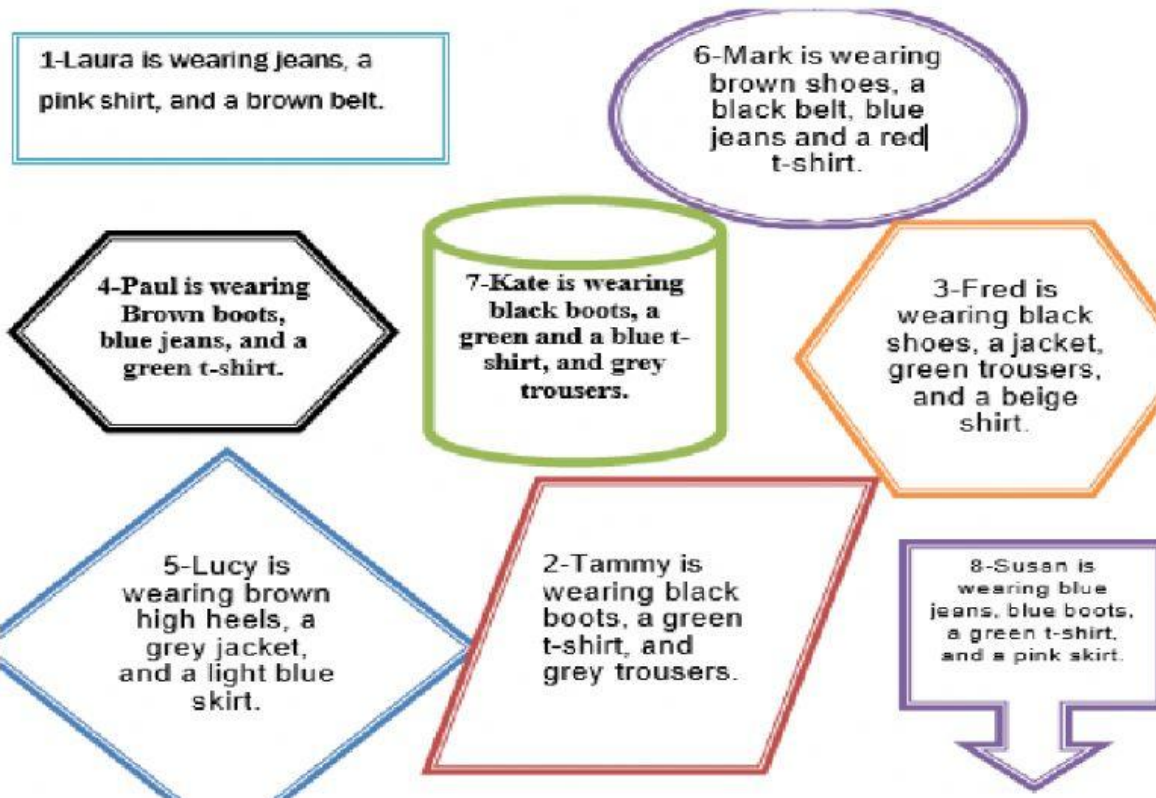 1-Laura is wearing jeans, a
pink shirt, and a brown belt.
6-Mark is wearing
brown shoes, a
black belt, blue
jeans and a red
t-shirt.
4-Paul is wearing
Brown boots,
blue jeans, and a
green t-shirt.
7-Kate is wearing
black boots, a
green and a blue t-
shirt, and grey
trousers.
3-Fred is
wearing black
shoes, a jacket,
green trousers,
and a beige
shirt.
5-Lucy is
wearing brown
high heels, a
grey jacket,
and a light blue
skirt.
2-Tammy is
wearing black
boots, a green
t-shirt, and
grey trousers.
8-Susan is
wearing blue
jeans, blue boots,
a green t-shirt,
and a pink skirt.